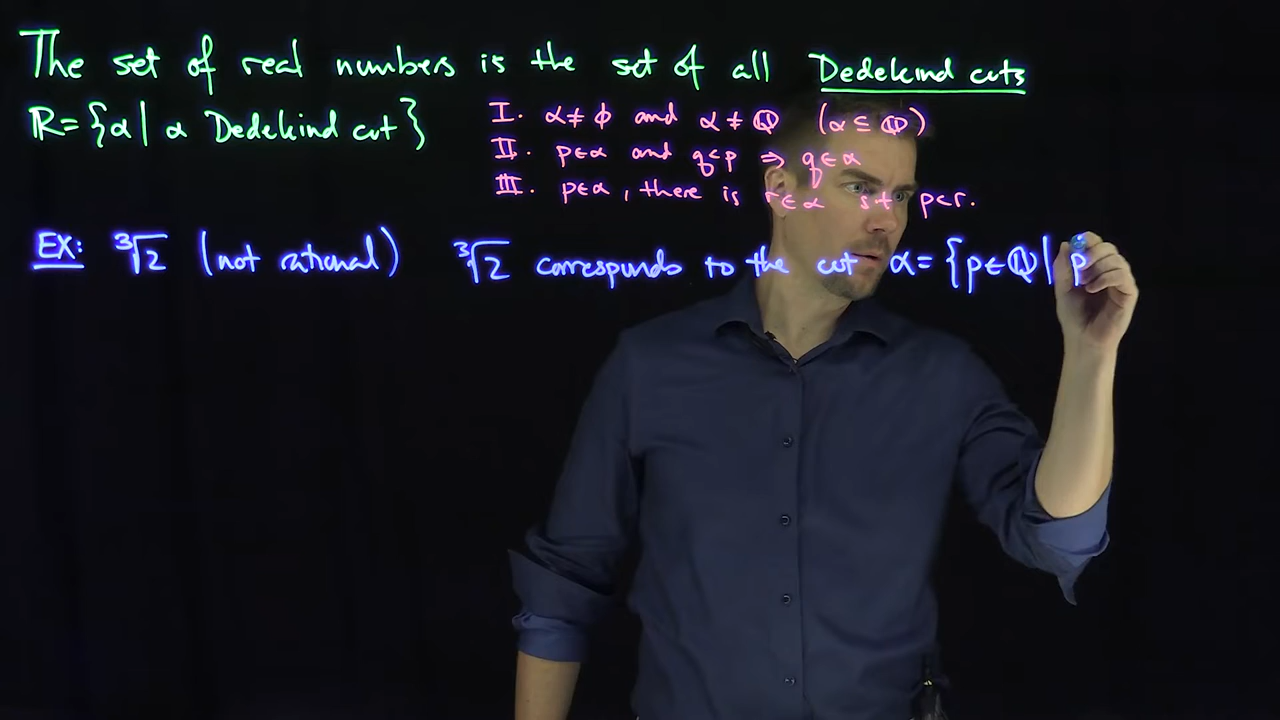 The set of real numbers is the set of all Dedekind cuts
R = {α | α Dedekind cut}
I. α ≠ φ and α ≠ Q (α ⊆ Q)
II. p∈α and q<p ⇒ q∈α
III. p∈α, there is r∈α st p<r.
EX: ³√2 (not rational) ³√2 corresponds to the cut α = {p∈Q | p